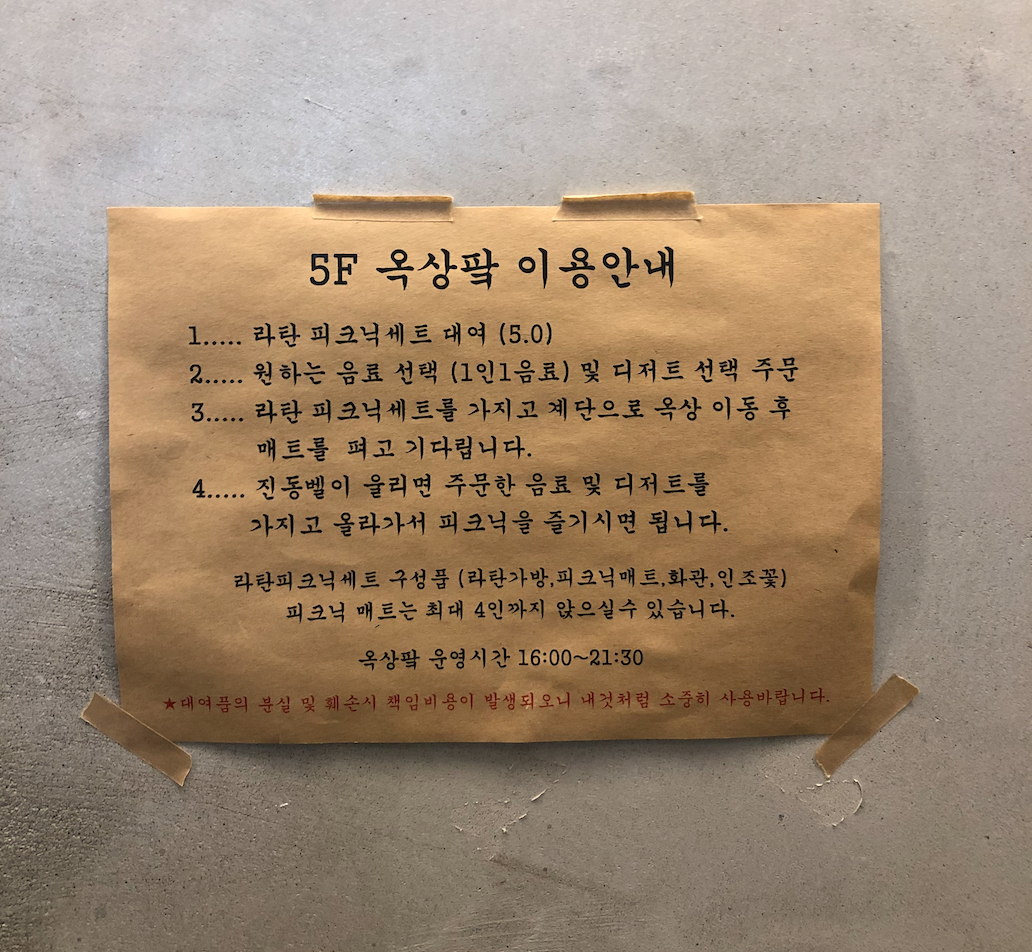 5F 옥상팤 이용안내
1..... 라탄 피크닉세트 대여 (5.0)
2..... 원하는 음료 선택 (1인1음료) 및 디저트 선택 주문
3..... 라탄 피크닉세트를 가지고 계단으로 옥상 이동 후
매트를 펴고 기다립니다.
4..... 진동벨이 울리면 주문한 음료 및 디저트를
가지고 올라가서 피크닉을 즐기시면 됩니다.
라탄피크닉세트 구성품 (라탄가방,피크닉매트,화관,인조꽃)
피크닉 매트는 최대 4인까지 앉으실수 있습니다.
옥상팤 운영시간 16:00~21:30
★대여품의 분실 및 훼손시 책임비용이 발생되오니 내것처럼 소중히 사용바랍니다.